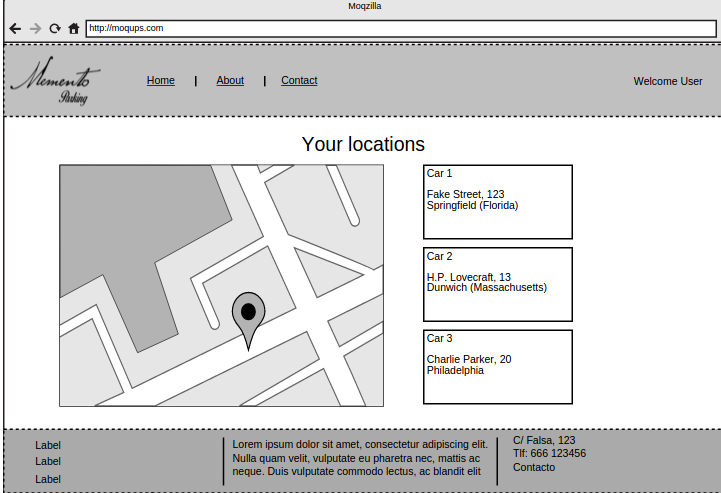 Moqzilla
http://moqups.com
Memento
Parking
Home
About
Contact
Welcome User
Your locations
Car 1
Fake Street, 123
Springfield (Florida)
Car 2
H.P. Lovecraft, 13
Dunwich (Massachusetts)
Car 3
Charlie Parker, 20
Philadelphia
Label
Label
Label
Lorem ipsum dolor sit amet, consectetur adipiscing elit.
Nulla quam velit, vulputate eu pharetra nec, mattis ac
neque. Duis vulputate commodo lectus, ac blandit elit
C/ Falsa, 123
Tlf: 666 123456
Contacto